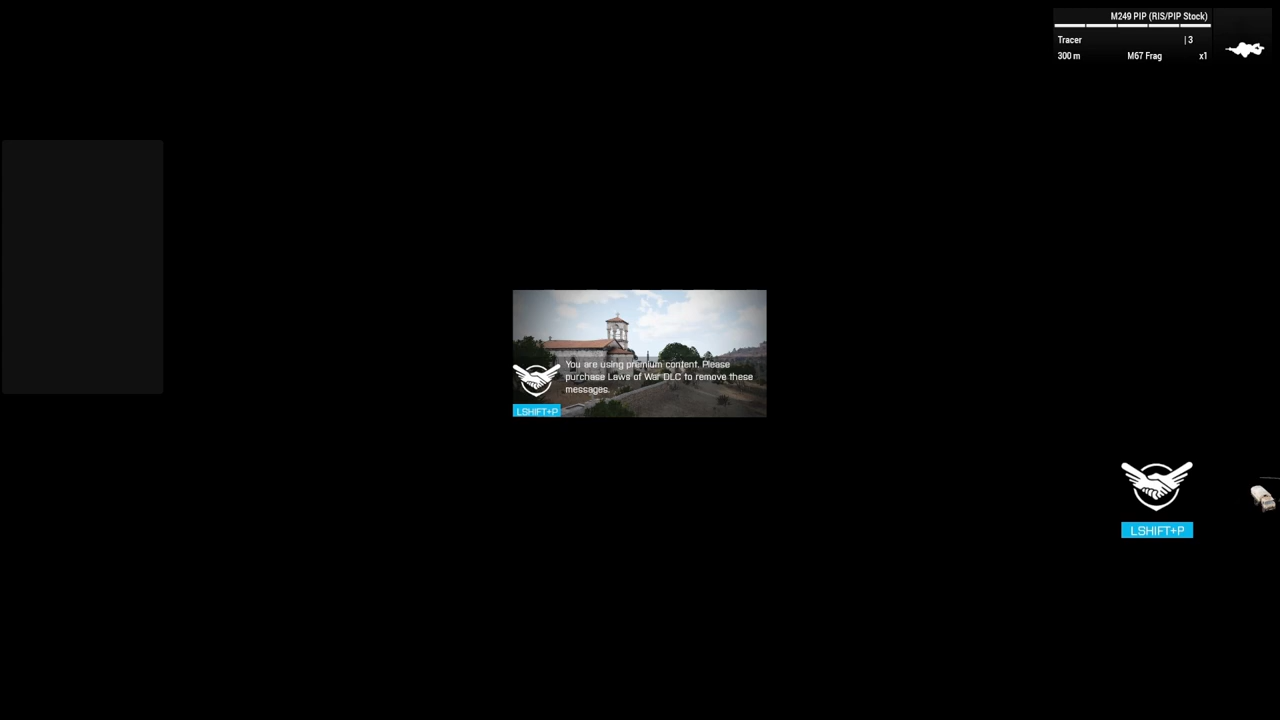 M249 PIP (RIS/PIP Stock)
Tracer | 3
300 m M67 Frag x1
You are using premium content. Please
purchase Laws of War DLC to remove these
messages.
LSHIFT+P
LSHIFT+P